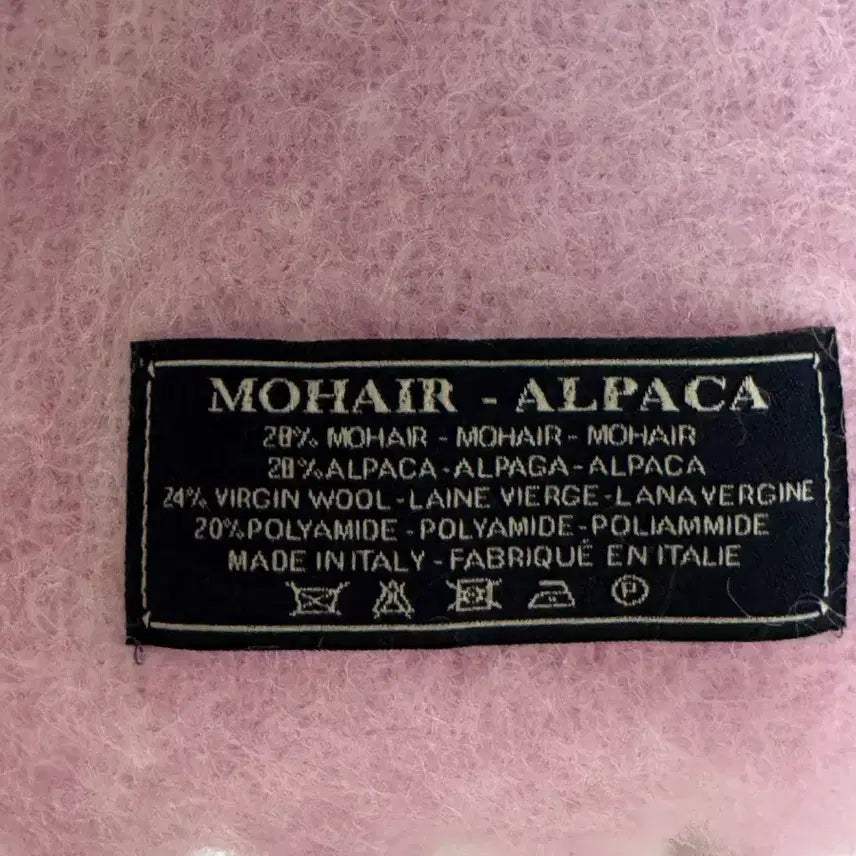 MOHAIR - ALPACA
28% MOHAIR - MOHAIR - MOHAIR
28% ALPACA - ALPAGA - ALPACA
24% VIRGIN WOOL - LAINE VIERGE - LANA VERGINE
20% POLYAMIDE - POLYAMIDE - POLIAMMIDE
MADE IN ITALY - FABRIQUÉ EN ITALIE
P